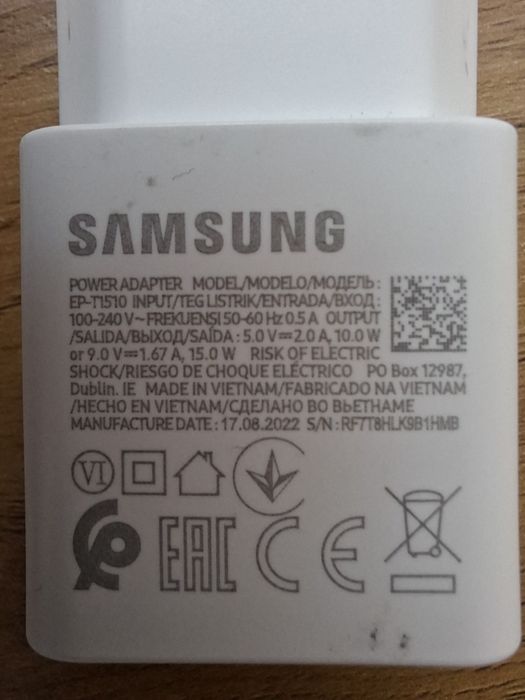 SAMSUNG
POWER ADAPTER MODEL/MODELO/МОДЕЛЬ:
EP-T1510 INPUT/TEG LISTRIK/ENTRADA/ВХОД:
100-240 V~FREKUENSI 50-60 Hz 0.5 A OUTPUT
/SALIDA/ВЫХОД/SAÍDA: 5.0 V⎓2.0 A, 10.0 W
or 9.0 V⎓1.67 A, 15.0 W RISK OF ELECTRIC
SHOCK/RIESGO DE CHOQUE ELÉCTRICO PO Box 12987,
Dublin. IE MADE IN VIETNAM/FABRICADO NA VIETNAM
/HECHO EN VIETNAM/СДЕЛАНО ВО ВЬЕТНАМЕ
MANUFACTURE DATE: 17.08.2022 S/N: RF7T8HLK9B1HMB
VI
EAC CE